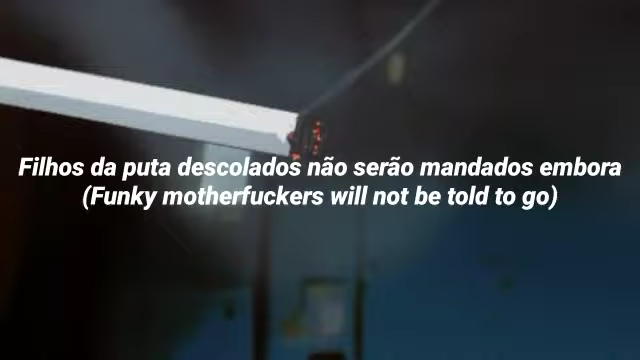 Filhos da puta descolados não serão mandados embora
(Funky motherfuckers will not be told to go)